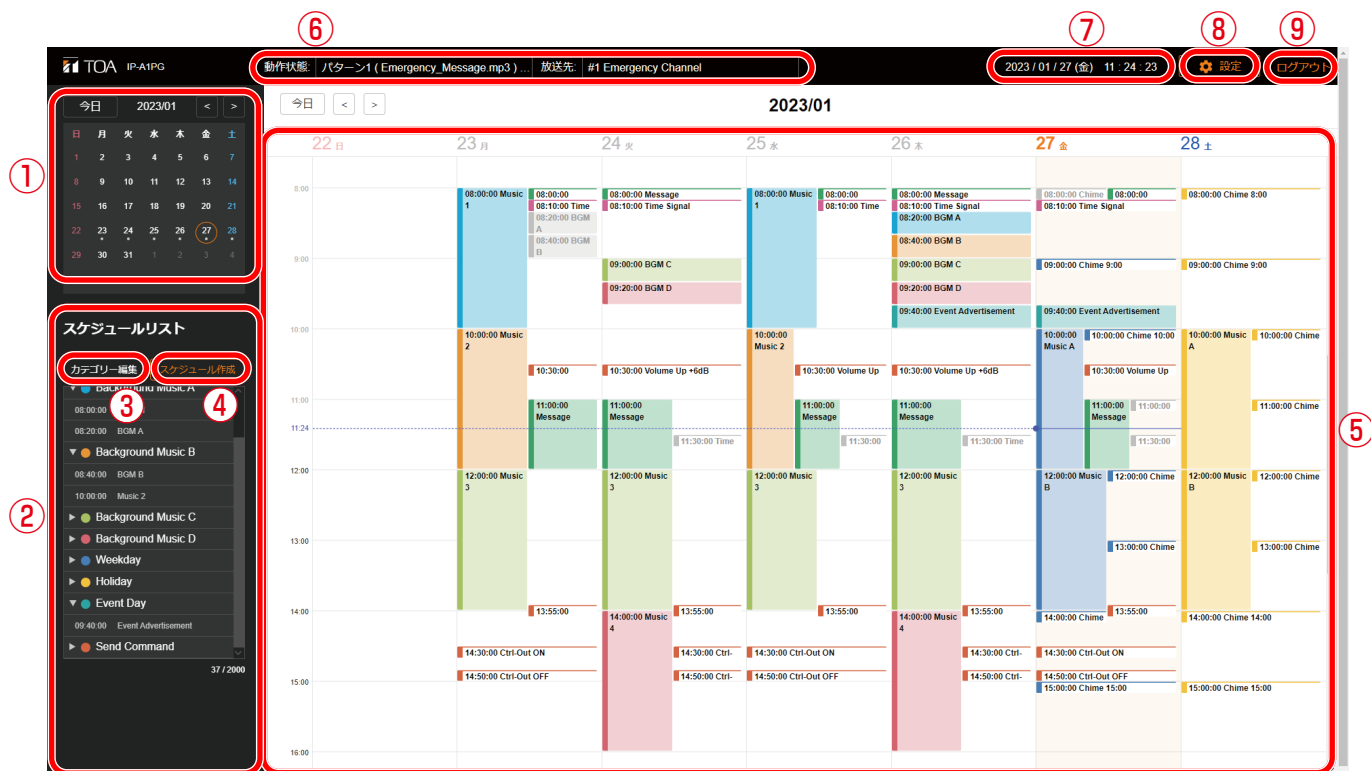 ⑥
⑦
⑧
⑨
TOA IP-A1PG
動作状態: パターン1 ( Emergency_Message.mp3 ) ... 放送先: #1 Emergency Channel
2023 / 01 / 27 (金) 11 : 24 : 23
設定
ログアウト
①
今日 2023/01 < >
日 月 火 水 木 金 土
1 2 3 4 5 6 7
8 9 10 11 12 13 14
15 16 17 18 19 20 21
22 23 24 25 26 27 28
29 30 31 1 2 3 4
②
スケジュールリスト
カテゴリー編集 スケジュール作成
③ ④
Background Music A
08:00:00
08:20:00 BGM A
Background Music B
08:40:00 BGM B
10:00:00 Music 2
Background Music C
Background Music D
Weekday
Holiday
Event Day
09:40:00 Event Advertisement
Send Command
37 / 2000
今日 < >
2023/01
⑤
22 日 23 月 24 火 25 水 26 木 27 金 28 土
8:00
9:00
10:00
11:00
11:24
12:00
13:00
14:00
15:00
16:00
08:00:00 Music
1
08:00:00
08:10:00 Time
08:20:00 BGM
A
08:40:00 BGM
B
10:00:00 Music
2
10:30:00
11:00:00
Message
12:00:00 Music
3
13:55:00
14:30:00 Ctrl-Out ON
14:50:00 Ctrl-Out OFF
08:00:00 Message
08:10:00 Time Signal
09:00:00 BGM C
09:20:00 BGM D
10:30:00 Volume Up +6dB
11:00:00
Message
11:30:00 Time
12:00:00 Music
3
13:55:00
14:00:00 Music
4
14:30:00 Ctrl-
14:50:00 Ctrl-
08:00:00 Music
1
08:00:00
08:10:00 Time
10:00:00
Music 2
10:30:00 Volume Up
11:00:00
Message
11:30:00
12:00:00 Music
3
13:55:00
14:30:00 Ctrl-Out ON
14:50:00 Ctrl-Out OFF
08:00:00 Message
08:10:00 Time Signal
08:20:00 BGM A
08:40:00 BGM B
09:00:00 BGM C
09:20:00 BGM D
09:40:00 Event Advertisement
10:30:00 Volume Up +6dB
11:00:00
Message
11:30:00 Time
12:00:00 Music
3
13:55:00
14:00:00 Music
4
14:30:00 Ctrl-
14:50:00 Ctrl-
08:00:00 Chime
08:00:00
08:10:00 Time Signal
09:00:00 Chime 9:00
09:40:00 Event Advertisement
10:00:00
Music A
10:00:00 Chime 10:00
10:30:00 Volume Up
11:00:00
Message
11:00:00
11:30:00
12:00:00 Music
B
12:00:00 Chime
13:00:00 Chime
13:55:00
14:00:00 Chime
14:30:00 Ctrl-Out ON
14:50:00 Ctrl-Out OFF
15:00:00 Chime 15:00
08:00:00 Chime 8:00
09:00:00 Chime 9:00
10:00:00 Music
A
10:00:00 Chime
11:00:00 Chime
12:00:00 Music
B
12:00:00 Chime
13:00:00 Chime
14:00:00 Chime 14:00
15:00:00 Chime 15:00